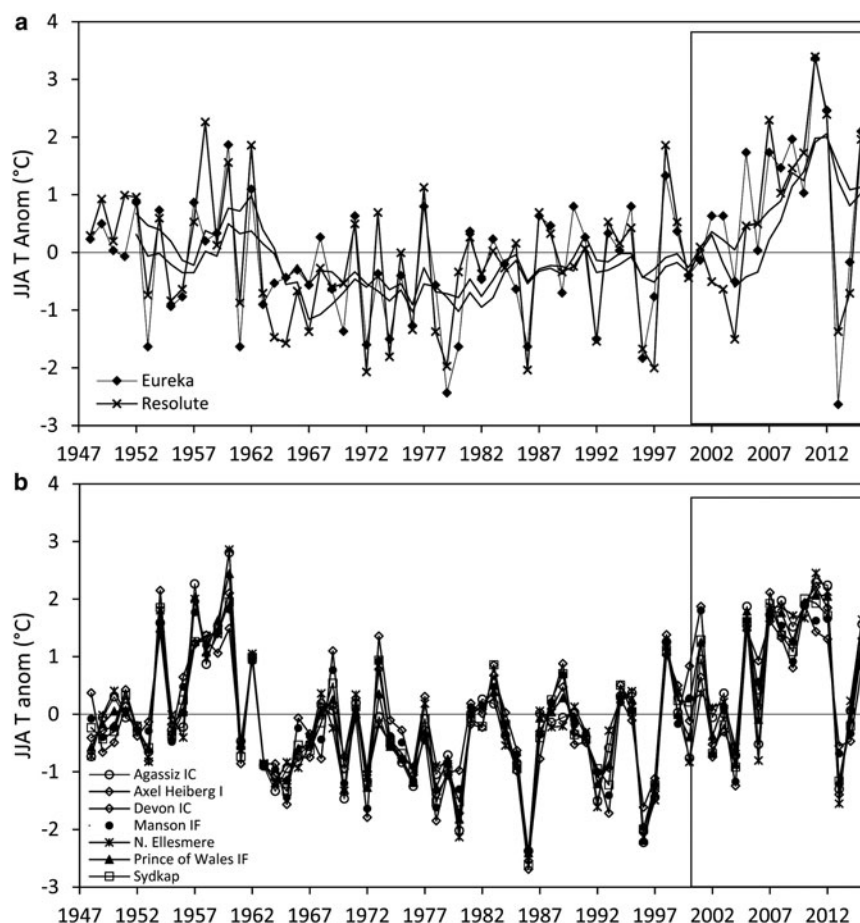 a
4
3
2
1
0
-1
-2
-3
JJA T Anom (°C)
Eureka
Resolute
1947 1952 1957 1962 1967 1972 1977 1982 1987 1992 1997 2002 2007 2012
b
4
3
2
1
0
-1
-2
-3
JJA T anom (°C)
Agassiz IC
Axel Heiberg I
Devon IC
Manson IF
N. Ellesmere
Prince of Wales IF
Sydkap
1947 1952 1957 1962 1967 1972 1977 1982 1987 1992 1997 2002 2007 2012